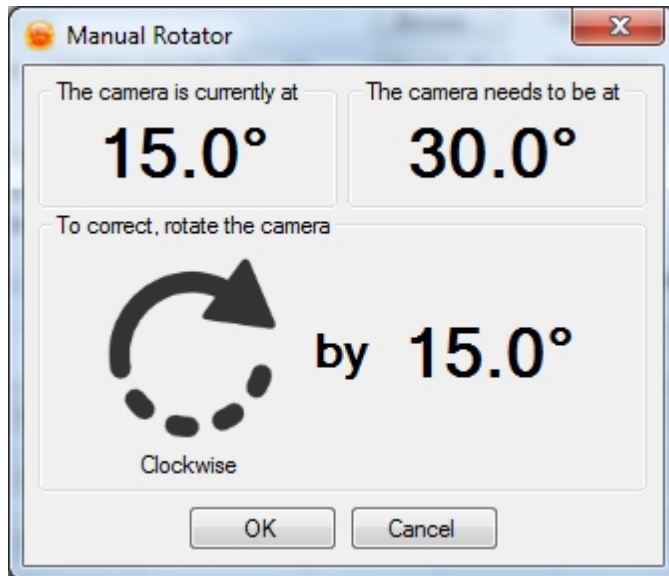 Manual Rotator
The camera is currently at
The camera needs to be at
15.0°
30.0°
To correct, rotate the camera
by 15.0°
Clockwise
OK
Cancel